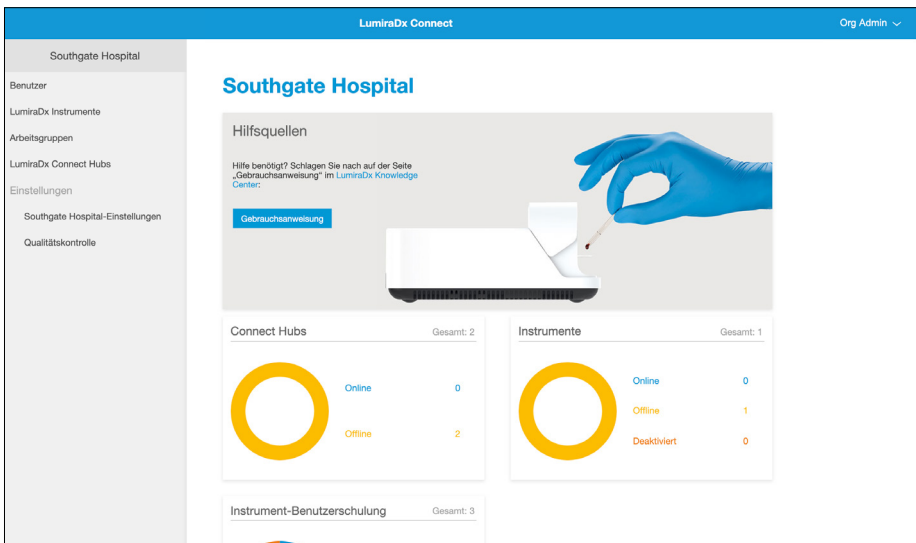 LumiraDx Connect
Org Admin
Southgate Hospital
Benutzer
LumiraDx Instrumente
Arbeitsgruppen
LumiraDx Connect Hubs
Einstellungen
Southgate Hospital-Einstellungen
Qualitätskontrolle
Southgate Hospital
Hilfsquellen
Hilfe benötigt? Schlagen Sie nach auf der Seite
„Gebrauchsanweisung“ im LumiraDx Knowledge
Center:
Gebrauchsanweisung
Connect Hubs Gesamt: 2
Online 0
Offline 2
Instrumente Gesamt: 1
Online 0
Offline 1
Deaktiviert 0
Instrument-Benutzerschulung Gesamt: 3